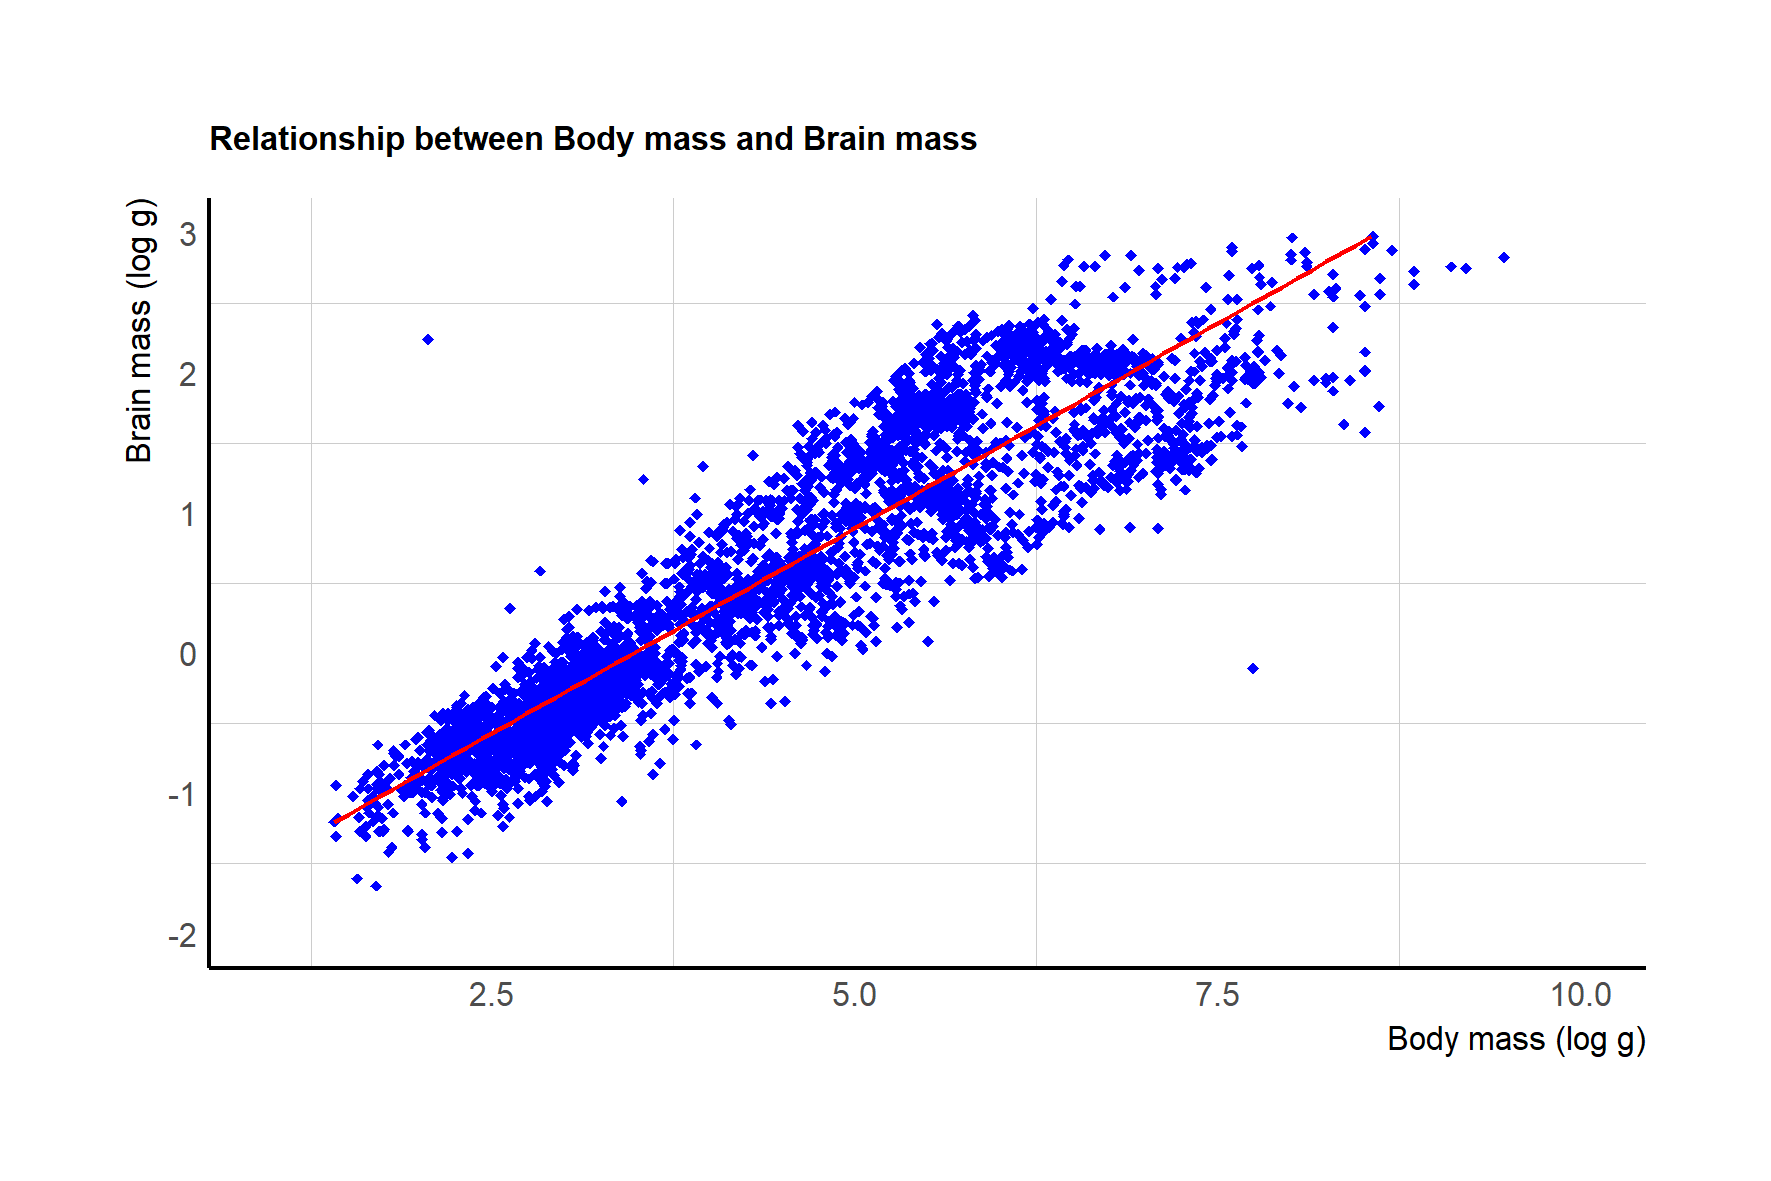 Relationship between Body mass and Brain mass
Brain mass (log g)
3
2
1
0
-1
-2
2.5 5.0 7.5 10.0
Body mass (log g)